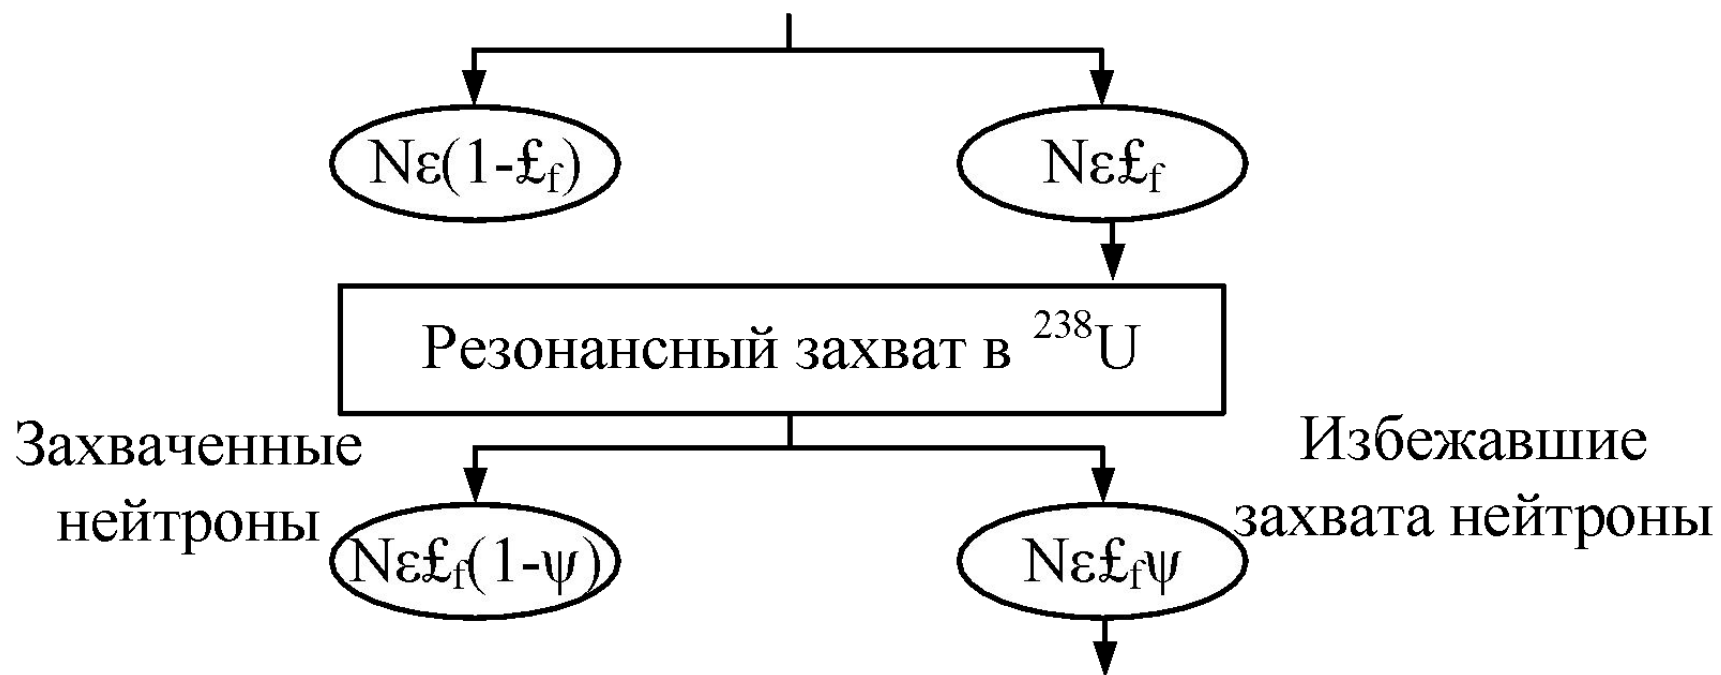 Nε(1-£f)
Nε£f
Резонансный захват в ²³⁸U
Захваченные
нейтроны
Избежавшие
захвата нейтроны
Nε£f(1-ψ)
Nε£fψ